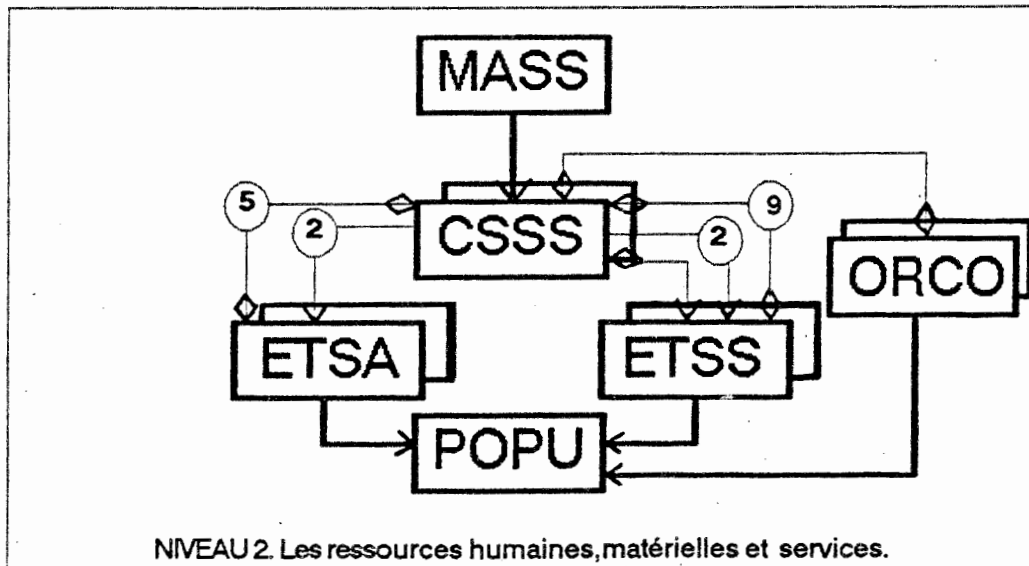 MASS
5
2
CSSS
2
9
ORCO
ETSA
ETSS
POPU
NIVEAU 2. Les ressources humaines, matérielles et services.